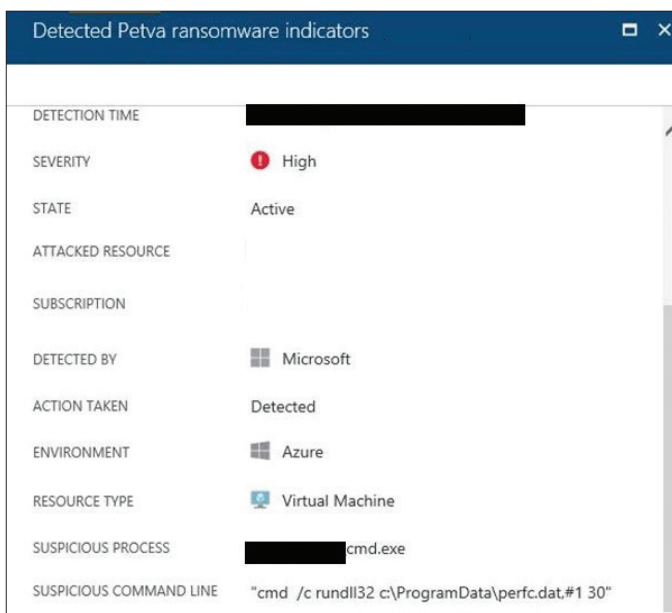 Detected Petva ransomware indicators
DETECTION TIME
SEVERITY High
STATE Active
ATTACKED RESOURCE
SUBSCRIPTION
DETECTED BY Microsoft
ACTION TAKEN Detected
ENVIRONMENT Azure
RESOURCE TYPE Virtual Machine
SUSPICIOUS PROCESS cmd.exe
SUSPICIOUS COMMAND LINE "cmd /c rundll32 c:\ProgramData\perfc.dat,#1 30"